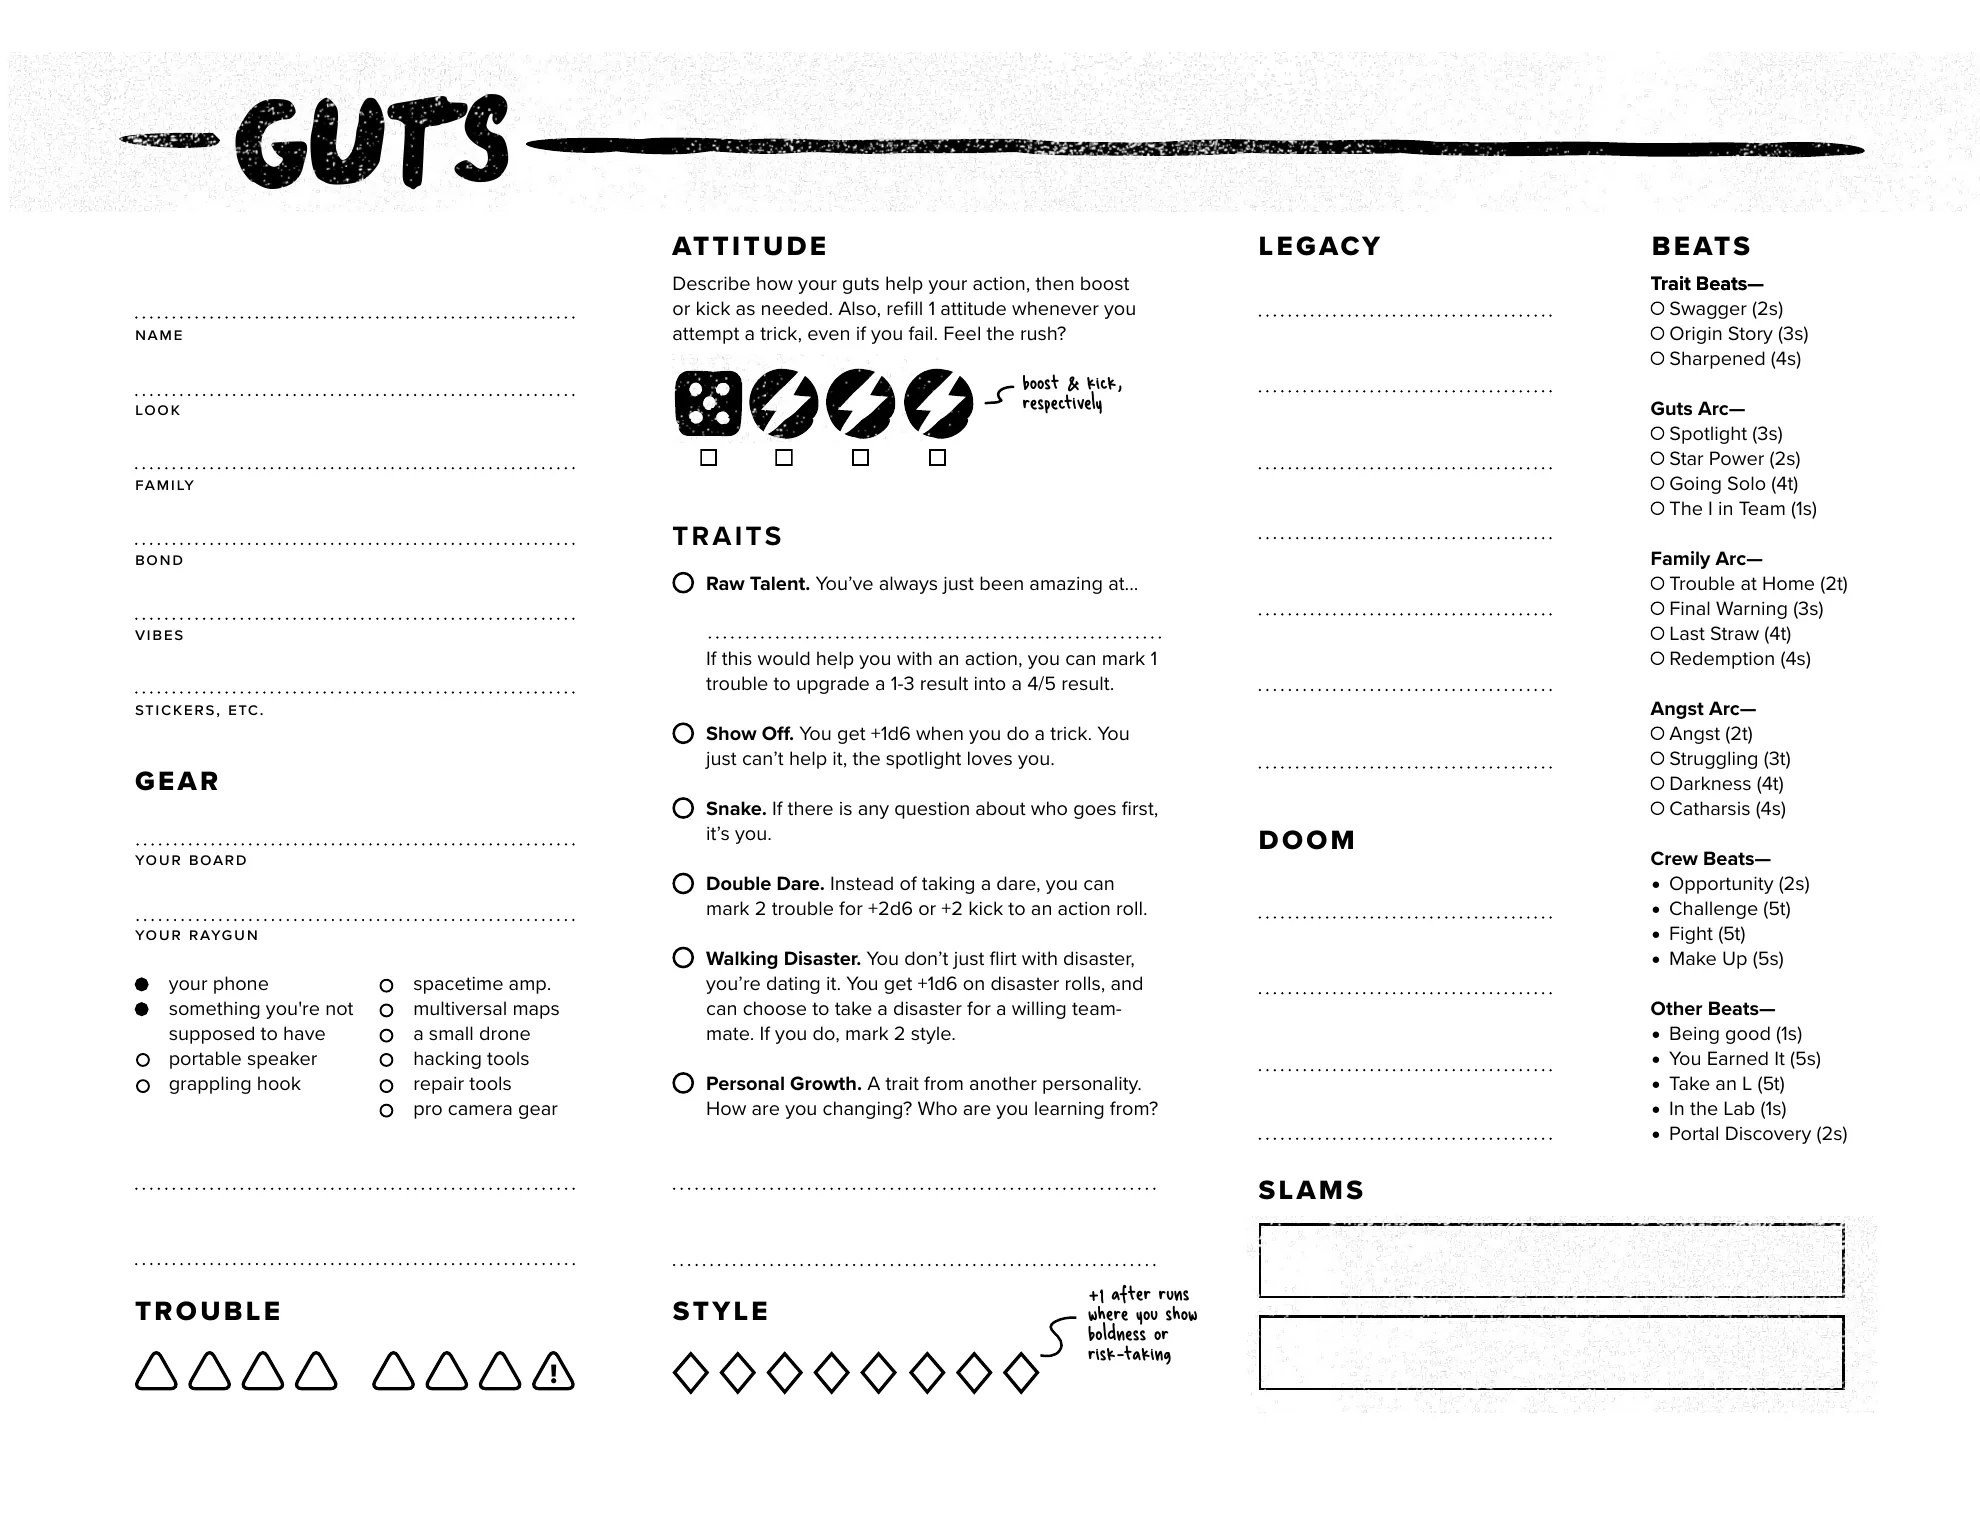 GUTS
NAME
LOOK
FAMILY
BOND
VIBES
STICKERS, ETC.
GEAR
YOUR BOARD
YOUR RAYGUN
your phone
something you're not
supposed to have
portable speaker
grappling hook
spacetime amp.
multiversal maps
a small drone
hacking tools
repair tools
pro camera gear
TROUBLE
!
ATTITUDE
Describe how your guts help your action, then boost
or kick as needed. Also, refill 1 attitude whenever you
attempt a trick, even if you fail. Feel the rush?
boost & kick,
respectively
TRAITS
Raw Talent. You’ve always just been amazing at...
If this would help you with an action, you can mark 1
trouble to upgrade a 1-3 result into a 4/5 result.
Show Off. You get +1d6 when you do a trick. You
just can’t help it, the spotlight loves you.
Snake. If there is any question about who goes first,
it’s you.
Double Dare. Instead of taking a dare, you can
mark 2 trouble for +2d6 or +2 kick to an action roll.
Walking Disaster. You don’t just flirt with disaster,
you’re dating it. You get +1d6 on disaster rolls, and
can choose to take a disaster for a willing team-
mate. If you do, mark 2 style.
Personal Growth. A trait from another personality.
How are you changing? Who are you learning from?
STYLE
+1 after runs
where you show
boldness or
risk-taking
LEGACY
DOOM
SLAMS
BEATS
Trait Beats—
Swagger (2s)
Origin Story (3s)
Sharpened (4s)
Guts Arc—
Spotlight (3s)
Star Power (2s)
Going Solo (4t)
The I in Team (1s)
Family Arc—
Trouble at Home (2t)
Final Warning (3s)
Last Straw (4t)
Redemption (4s)
Angst Arc—
Angst (2t)
Struggling (3t)
Darkness (4t)
Catharsis (4s)
Crew Beats—
• Opportunity (2s)
• Challenge (5t)
• Fight (5t)
• Make Up (5s)
Other Beats—
• Being good (1s)
• You Earned It (5s)
• Take an L (5t)
• In the Lab (1s)
• Portal Discovery (2s)